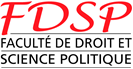 FDSP
FACULTÉ DE DROIT ET
SCIENCE POLITIQUE